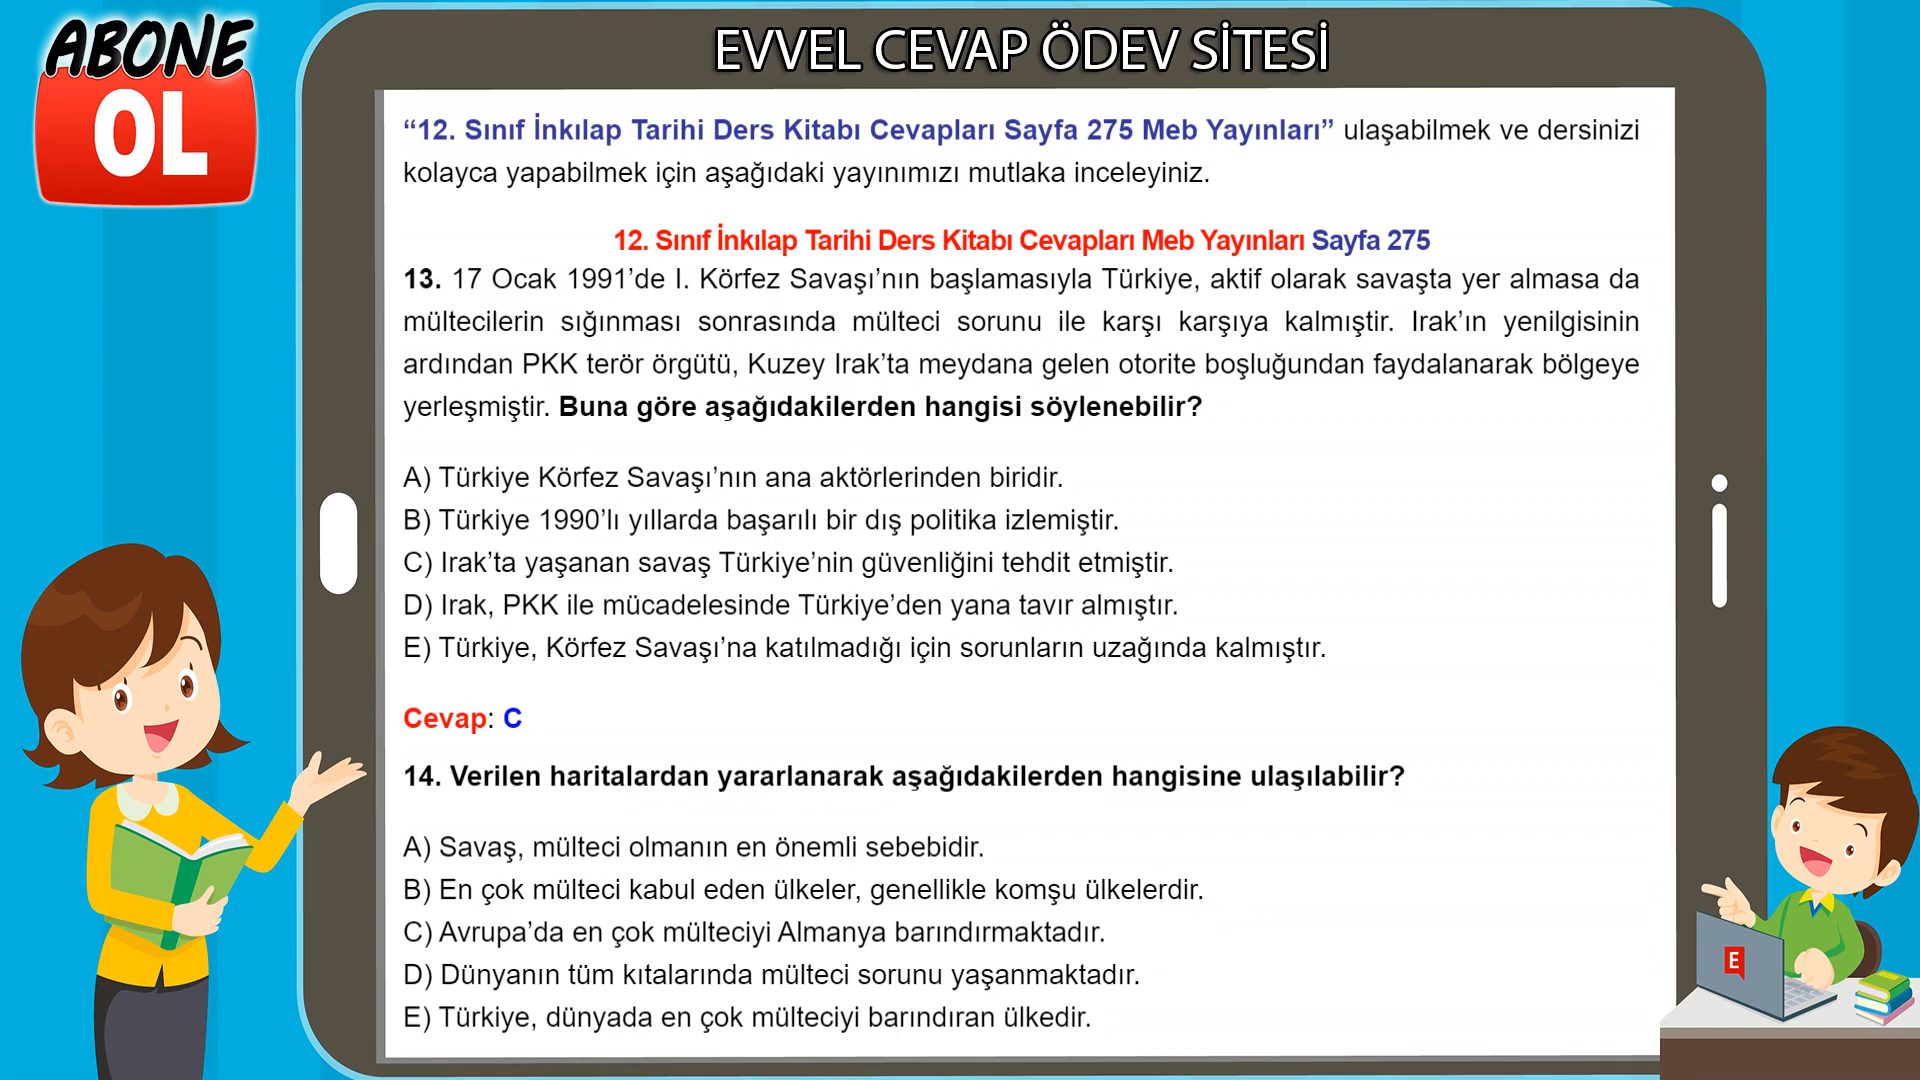 ABONE
OL
EVVEL CEVAP ÖDEV SİTESİ
“12. Sınıf İnkılap Tarihi Ders Kitabı Cevapları Sayfa 275 Meb Yayınları” ulaşabilmek ve dersinizi
kolayca yapabilmek için aşağıdaki yayınımızı mutlaka inceleyiniz.
12. Sınıf İnkılap Tarihi Ders Kitabı Cevapları Meb Yayınları Sayfa 275
13. 17 Ocak 1991’de I. Körfez Savaşı’nın başlamasıyla Türkiye, aktif olarak savaşta yer almasa da
mültecilerin sığınması sonrasında mülteci sorunu ile karşı karşıya kalmıştir. Irak’ın yenilgisinin
ardından PKK terör örgütü, Kuzey Irak’ta meydana gelen otorite boşluğundan faydalanarak bölgeye
yerleşmiştir. Buna göre aşağıdakilerden hangisi söylenebilir?
A) Türkiye Körfez Savaşı’nın ana aktörlerinden biridir.
B) Türkiye 1990’lı yıllarda başarılı bir dış politika izlemiştir.
C) Irak’ta yaşanan savaş Türkiye’nin güvenliğini tehdit etmiştir.
D) Irak, PKK ile mücadelesinde Türkiye’den yana tavır almıştır.
E) Türkiye, Körfez Savaşı’na katılmadığı için sorunların uzağında kalmıştır.
Cevap: C
14. Verilen haritalardan yararlanarak aşağıdakilerden hangisine ulaşılabilir?
A) Savaş, mülteci olmanın en önemli sebebidir.
B) En çok mülteci kabul eden ülkeler, genellikle komşu ülkelerdir.
C) Avrupa’da en çok mülteciyi Almanya barındırmaktadır.
D) Dünyanın tüm kıtalarında mülteci sorunu yaşanmaktadır.
E) Türkiye, dünyada en çok mülteciyi barındıran ülkedir.
E